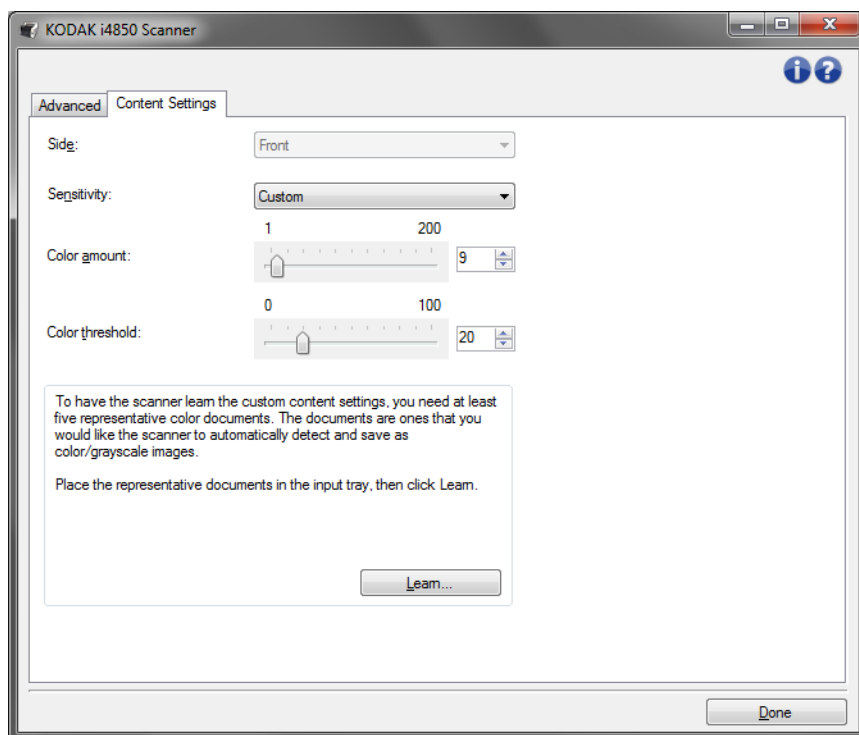 KODAK i4850 Scanner
Advanced
Content Settings
Side:
Front
Sensitivity:
Custom
1 200
Color amount:
9
0 100
Color threshold:
20
To have the scanner learn the custom content settings, you need at least
five representative color documents. The documents are ones that you
would like the scanner to automatically detect and save as
color/grayscale images.
Place the representative documents in the input tray, then click Learn.
Learn...
Done